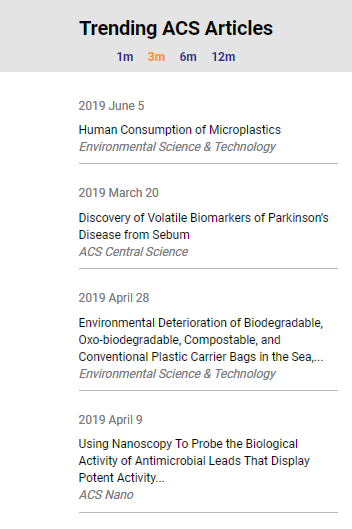 Trending ACS Articles
1m 3m 6m 12m
2019 June 5
Human Consumption of Microplastics
Environmental Science & Technology
2019 March 20
Discovery of Volatile Biomarkers of Parkinson's
Disease from Sebum
ACS Central Science
2019 April 28
Environmental Deterioration of Biodegradable,
Oxo-biodegradable, Compostable, and
Conventional Plastic Carrier Bags in the Sea,...
Environmental Science & Technology
2019 April 9
Using Nanoscopy To Probe the Biological
Activity of Antimicrobial Leads That Display
Potent Activity...
ACS Nano